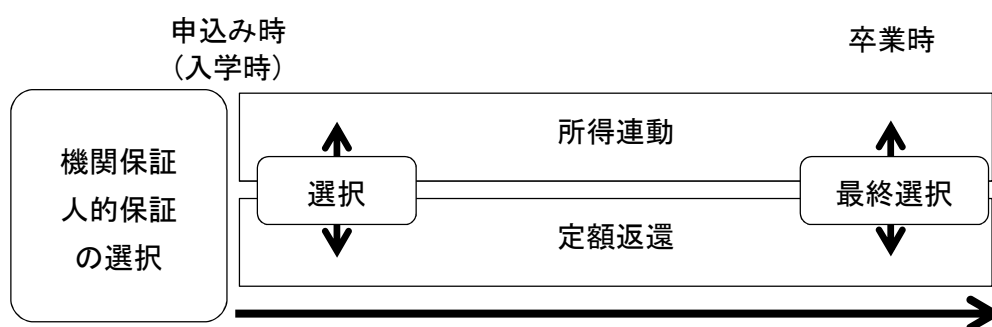 申込み時
（入学時）
卒業時
機関保証
人的保証
の選択
所得連動
選択
最終選択
定額返還